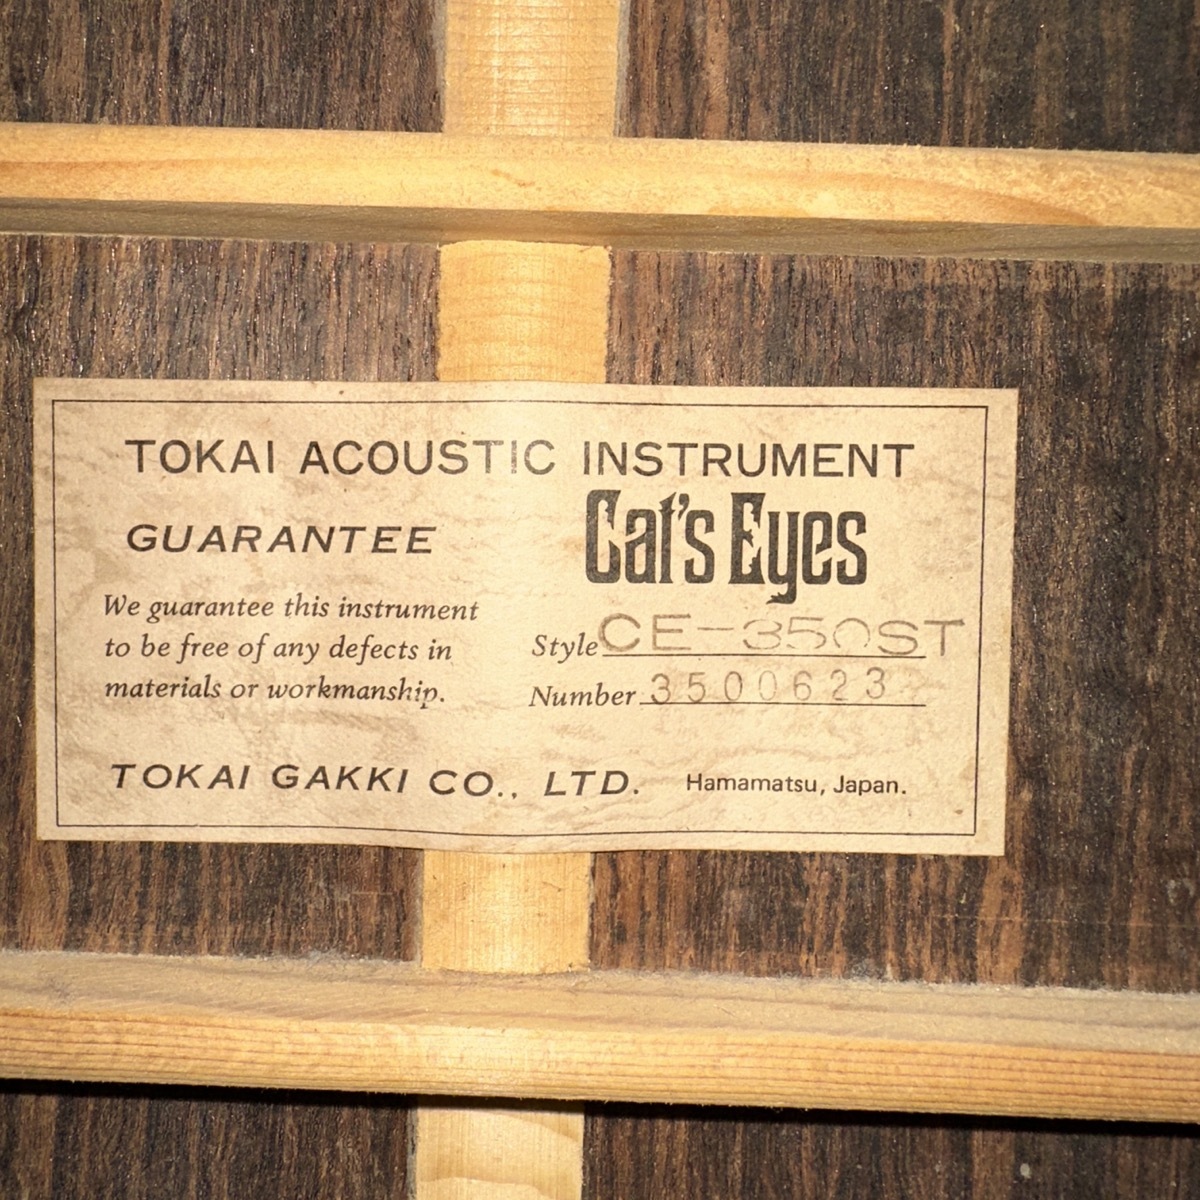 TOKAI ACOUSTIC INSTRUMENT
GUARANTEE
Cat's Eyes
We guarantee this instrument
to be free of any defects in
materials or workmanship.
Style CE-350ST
Number 3500623
TOKAI GAKKI CO., LTD. Hamamatsu, Japan.